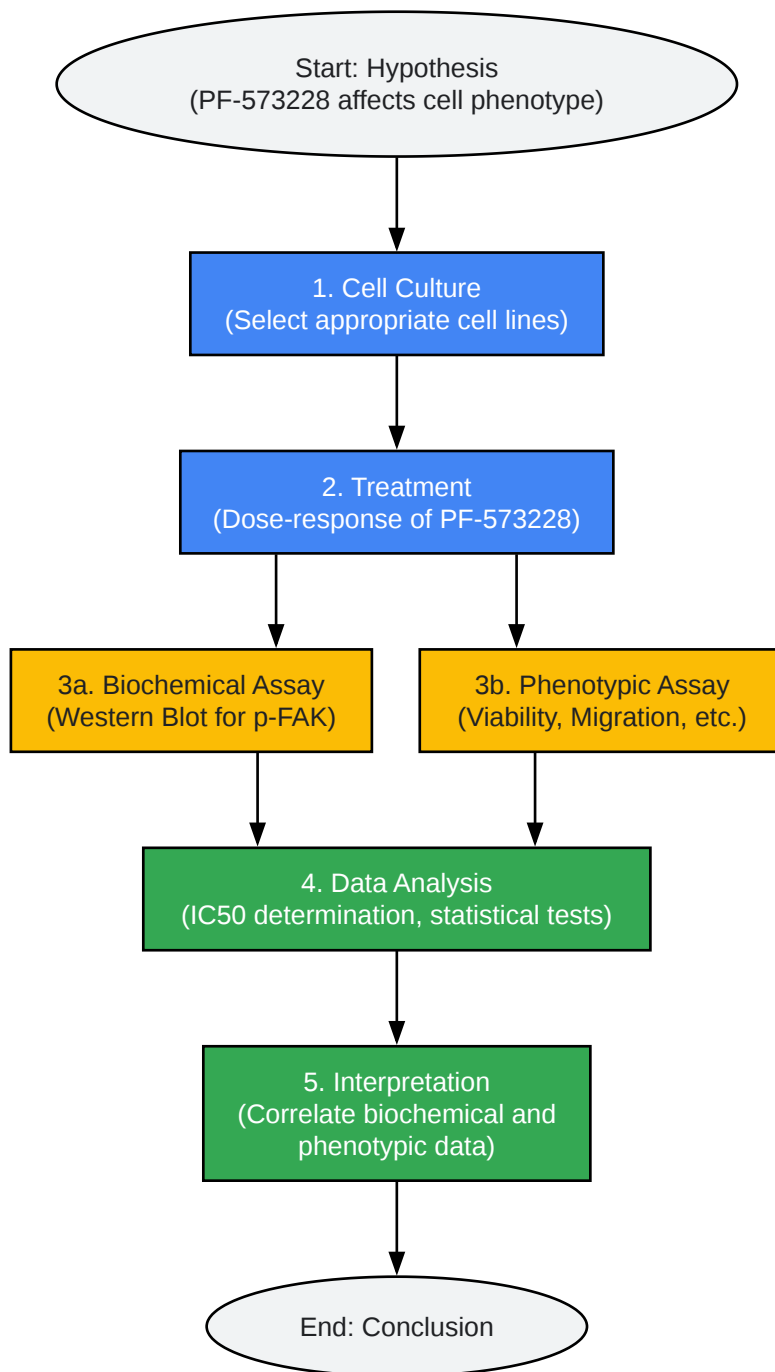 Start: Hypothesis
(PF-573228 affects cell phenotype)
1. Cell Culture
(Select appropriate cell lines)
2. Treatment
(Dose-response of PF-573228)
3a. Biochemical Assay
(Western Blot for p-FAK)
3b. Phenotypic Assay
(Viability, Migration, etc.)
4. Data Analysis
(IC50 determination, statistical tests)
5. Interpretation
(Correlate biochemical and
phenotypic data)
End: Conclusion